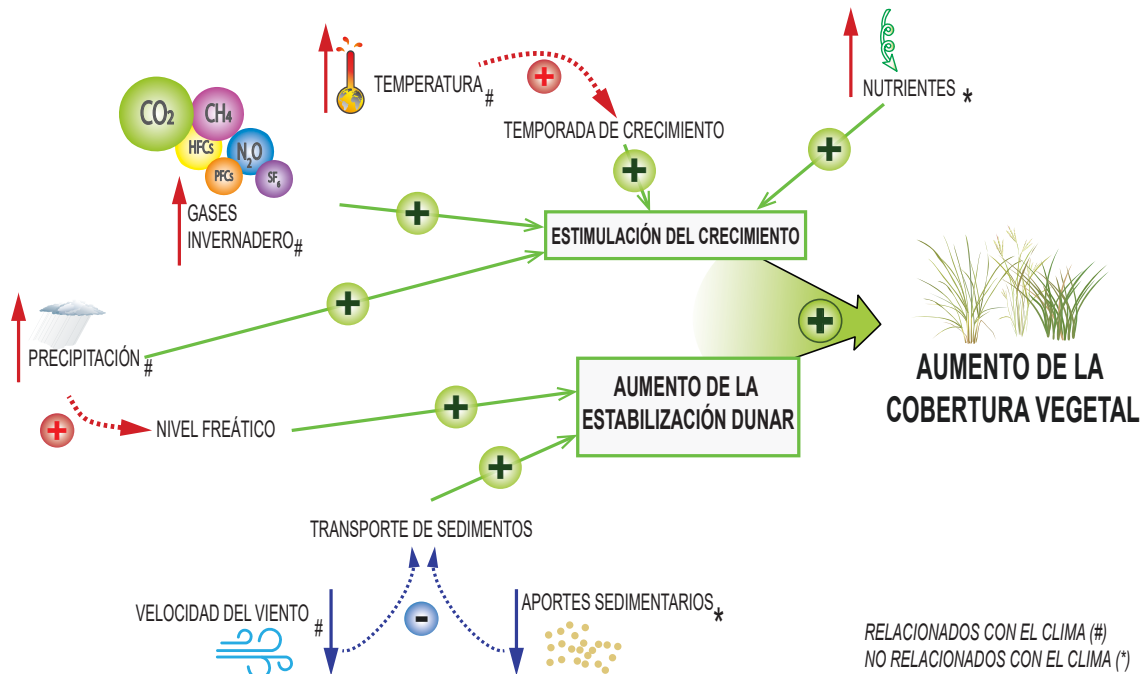 TEMPERATURA#
NUTRIENTES *
CO2
CH4
HFCs
N2O
PFCs
SF6
TEMPORADA DE CRECIMIENTO
GASES
INVERNADERO#
ESTIMULACIÓN DEL CRECIMIENTO
PRECIPITACIÓN#
AUMENTO DE LA
COBERTURA VEGETAL
AUMENTO DE LA
ESTABILIZACIÓN DUNAR
NIVEL FREÁTICO
TRANSPORTE DE SEDIMENTOS
VELOCIDAD DEL VIENTO #
APORTES SEDIMENTARIOS*
RELACIONADOS CON EL CLIMA (#)
NO RELACIONADOS CON EL CLIMA (*)